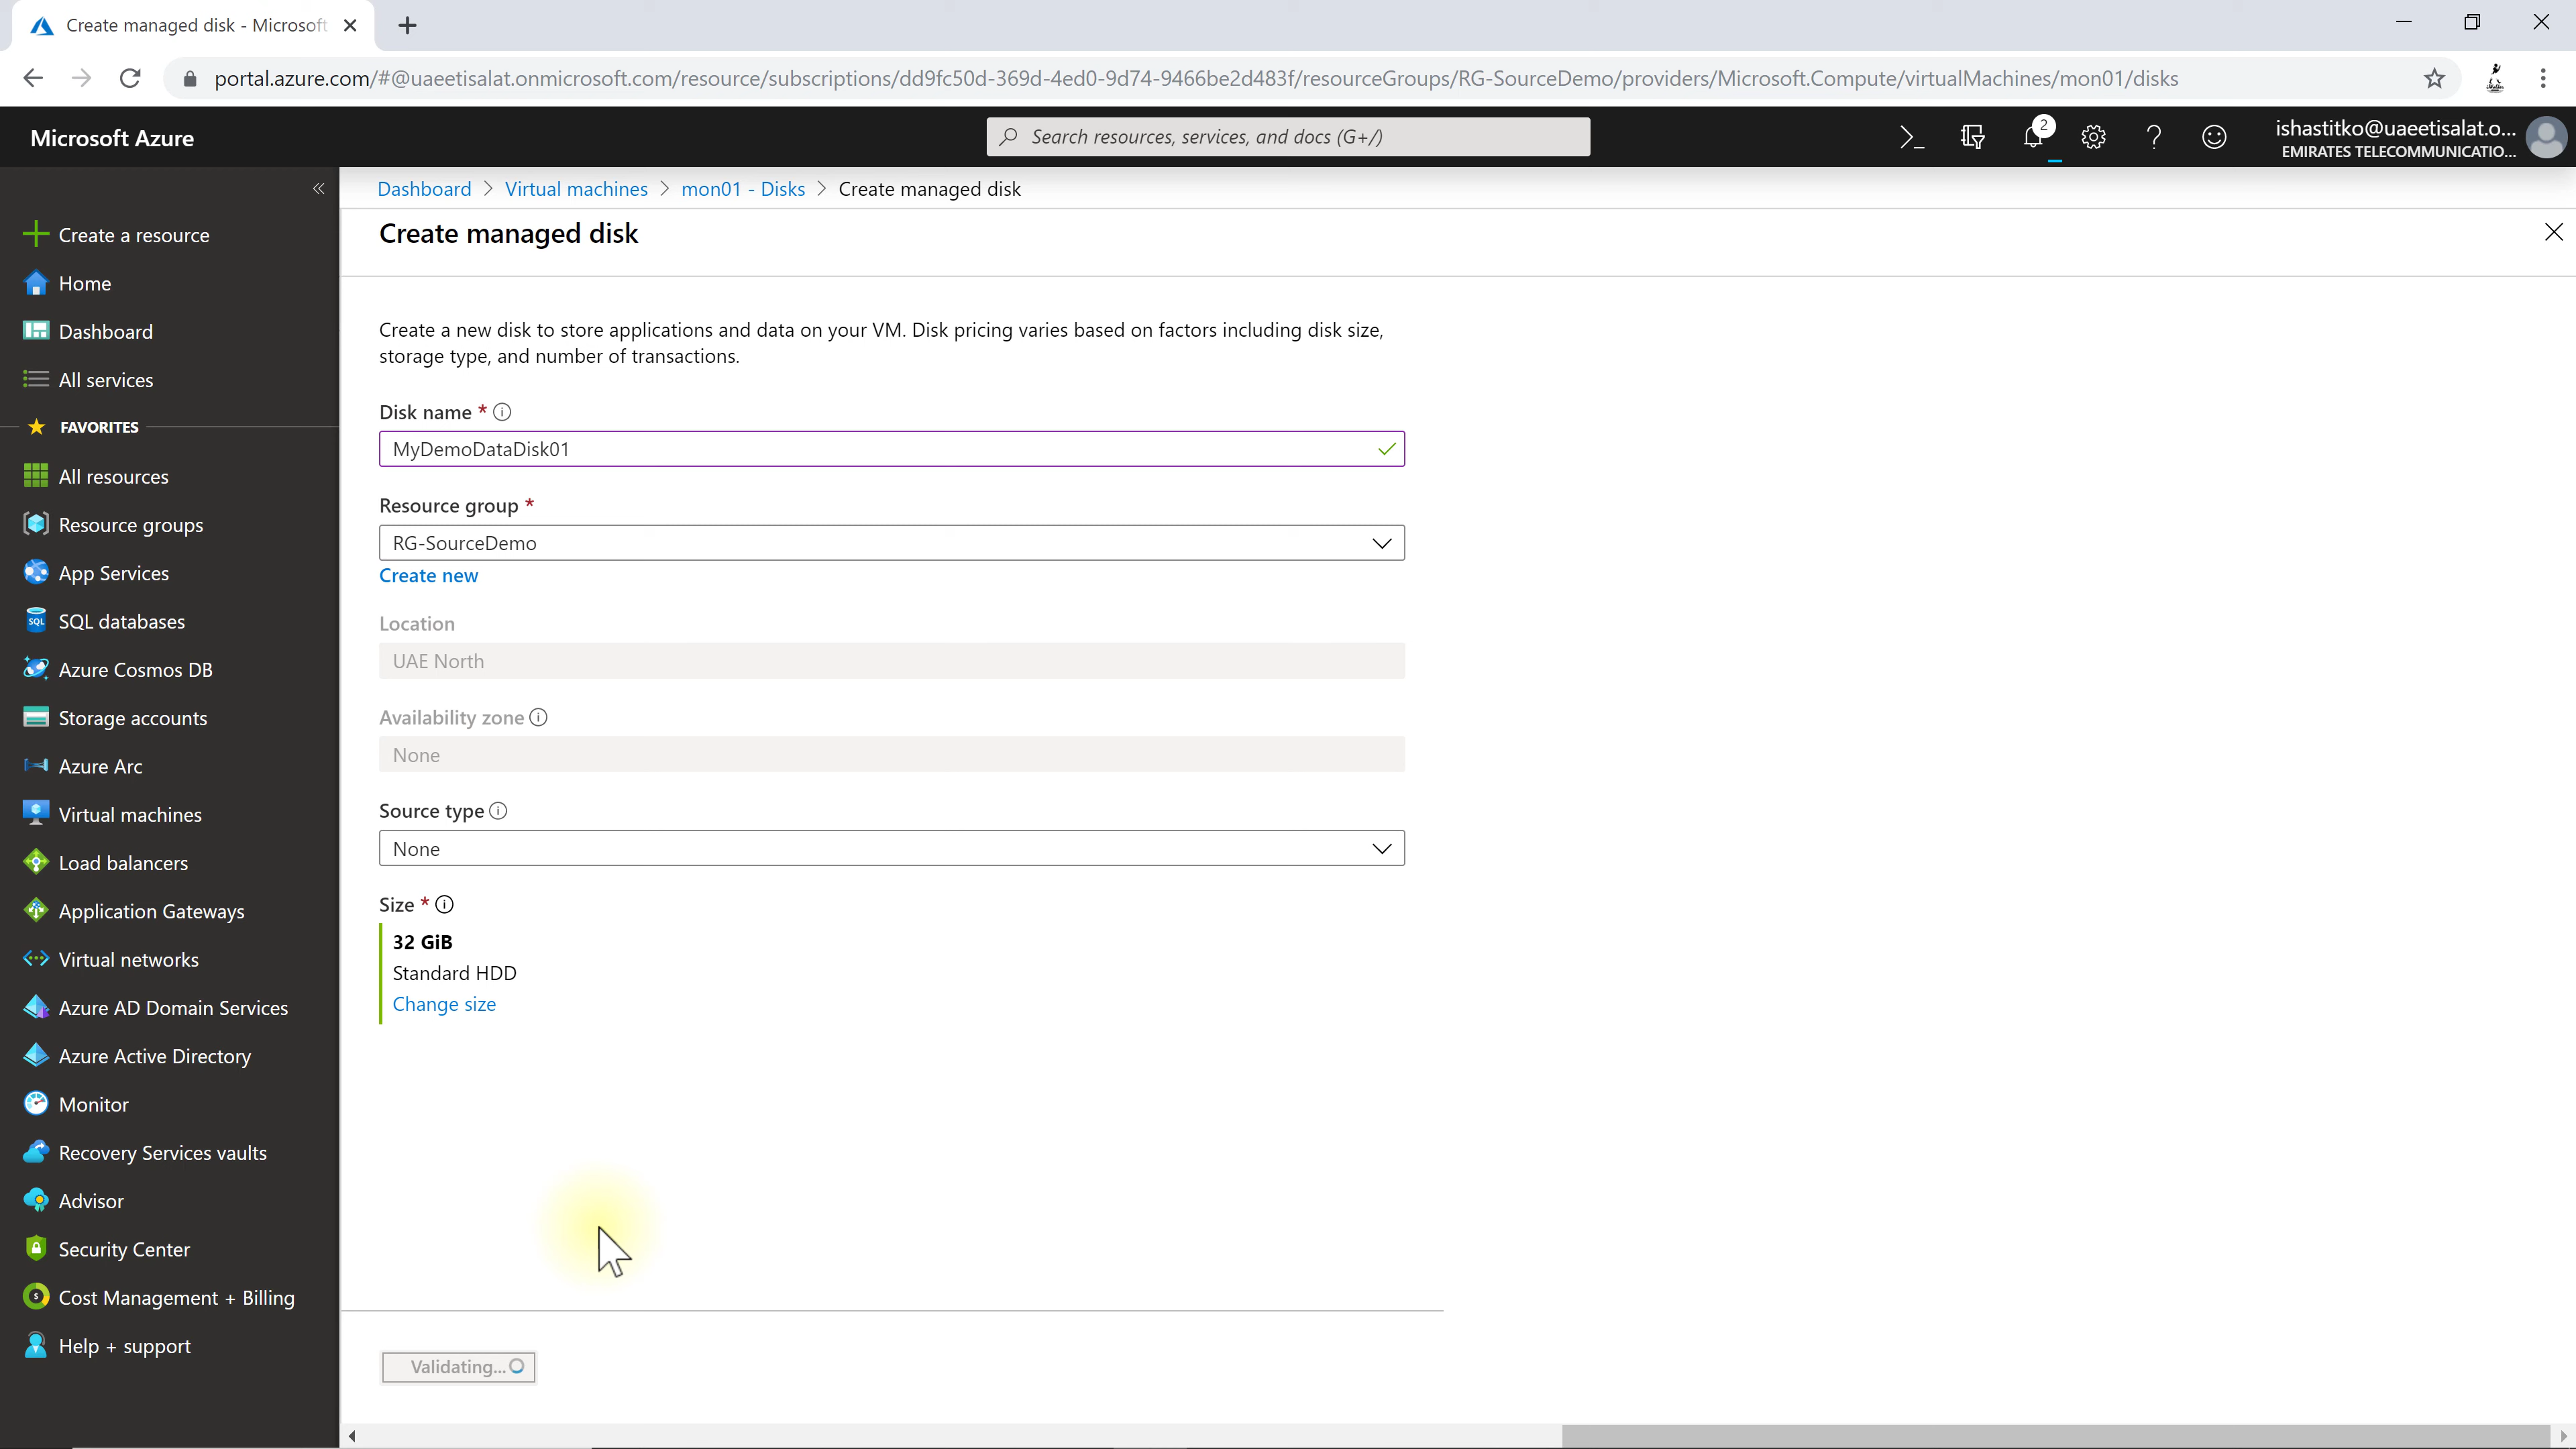 Create managed disk - Microsoft
portal.azure.com/#@uaeetisalat.onmicrosoft.com/resource/subscriptions/dd9fc50d-369d-4ed0-9d74-9466be2d483f/resourceGroups/RG-SourceDemo/providers/Microsoft.Compute/virtualMachines/mon01/disks
Microsoft Azure
Search resources, services, and docs (G+/)
2
ishastitko@uaeetisalat.o...
EMIRATES TELECOMMUNICATIO...
Dashboard > Virtual machines > mon01 - Disks > Create managed disk
Create managed disk
Create a resource
Home
Dashboard
All services
FAVORITES
All resources
Resource groups
App Services
SQL databases
Azure Cosmos DB
Storage accounts
Azure Arc
Virtual machines
Load balancers
Application Gateways
Virtual networks
Azure AD Domain Services
Azure Active Directory
Monitor
Recovery Services vaults
Advisor
Security Center
Cost Management + Billing
Help + support
Create a new disk to store applications and data on your VM. Disk pricing varies based on factors including disk size,
storage type, and number of transactions.
Disk name *
MyDemoDataDisk01
Resource group *
RG-SourceDemo
Create new
Location
UAE North
Availability zone
None
Source type
None
Size *
32 GiB
Standard HDD
Change size
Validating...